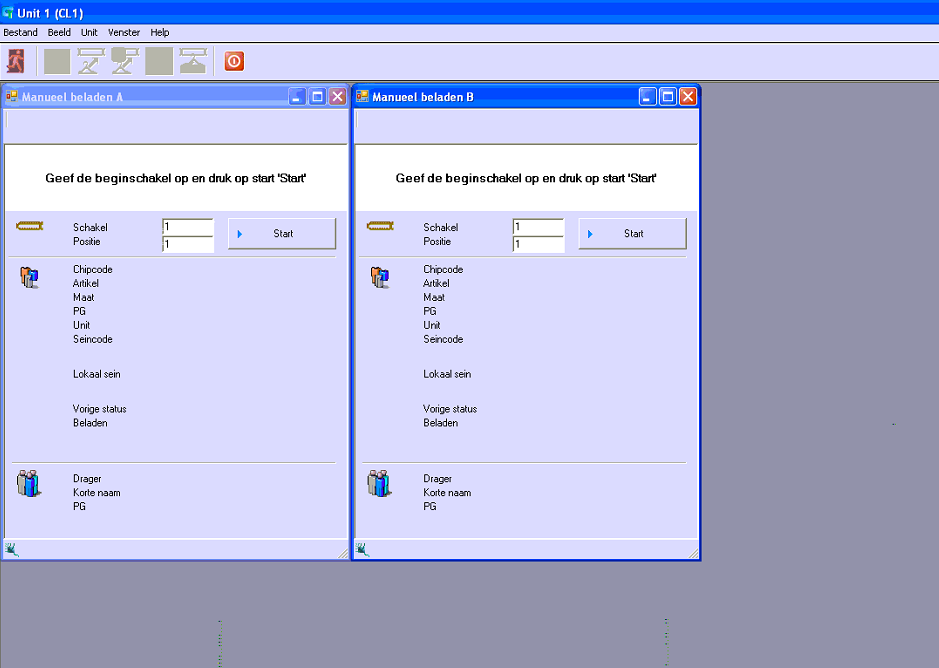 Unit 1 (CL1)
Bestand Beeld Unit Venster Help
Manueel beladen A
Geef de beginschakel op en druk op start 'Start'
Schakel 1
Positie 1
Start
Chipcode
Artikel
Maat
PG
Unit
Seincode
Lokaal sein
Vorige status
Beladen
Drager
Korte naam
PG
Manueel beladen B
Geef de beginschakel op en druk op start 'Start'
Schakel 1
Positie 1
Start
Chipcode
Artikel
Maat
PG
Unit
Seincode
Lokaal sein
Vorige status
Beladen
Drager
Korte naam
PG